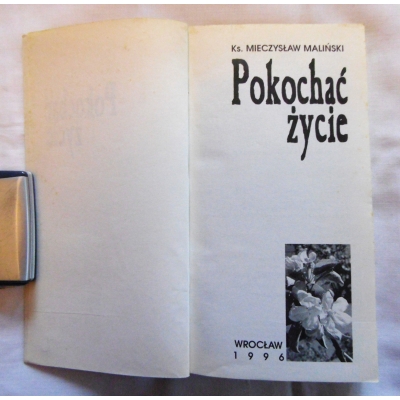 Ks. MIECZYSŁAW MALIŃSKI
Pokochać
życie
WROCŁAW
1996